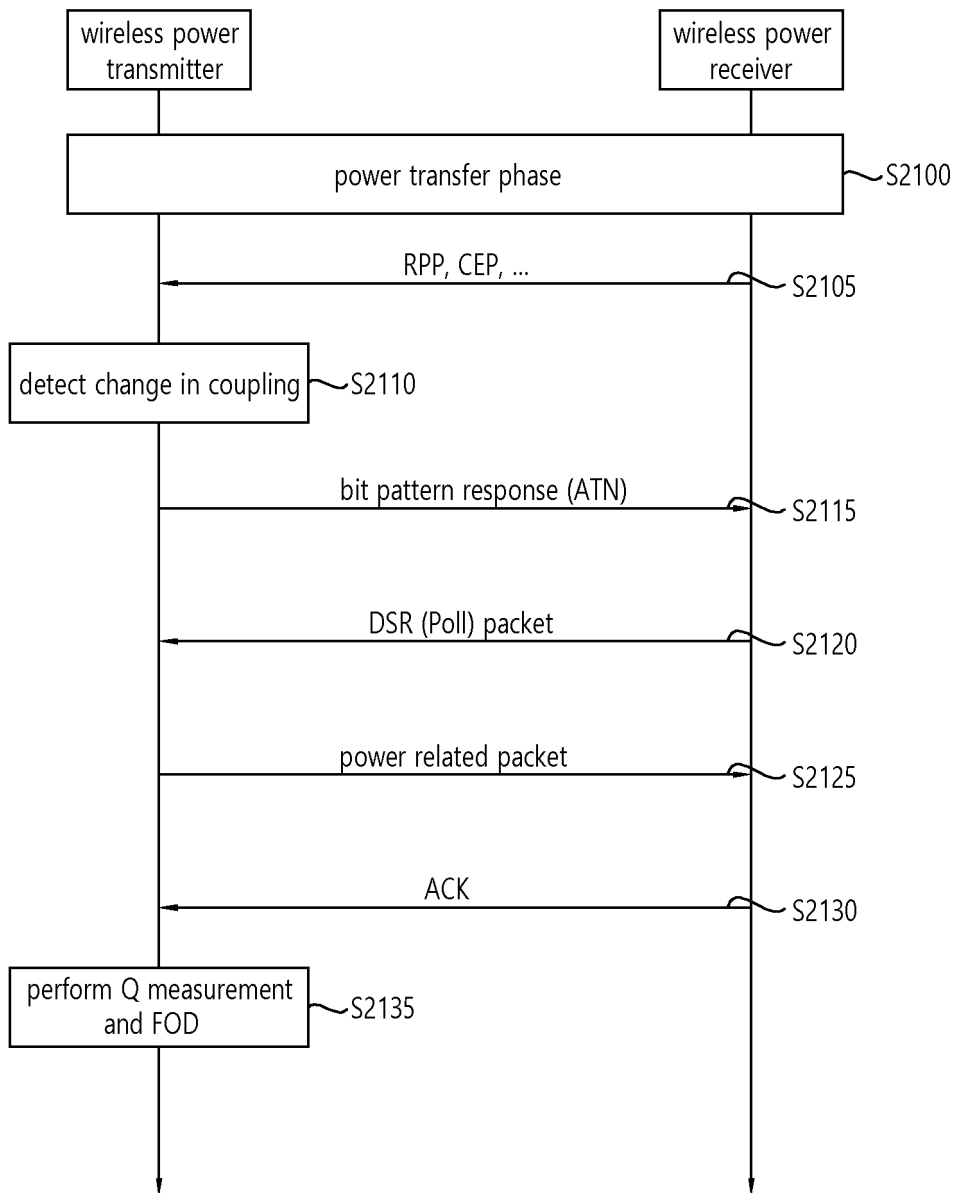 wireless power
transmitter
wireless power
receiver
power transfer phase
S2100
RPP, CEP, ...
S2105
detect change in coupling
S2110
bit pattern response (ATN)
S2115
DSR (Poll) packet
S2120
power related packet
S2125
ACK
S2130
perform Q measurement
and FOD
S2135